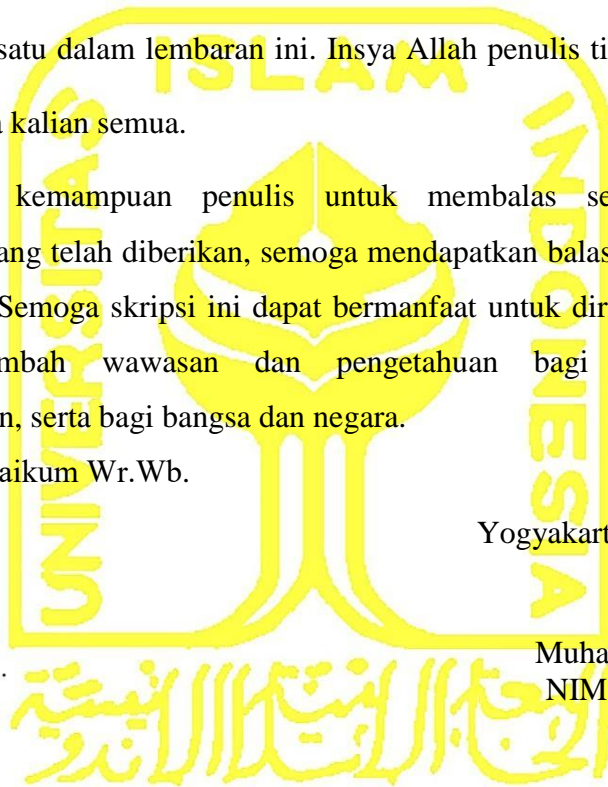 satu dalam lembaran ini. Insya Allah penulis ti
kalian semua.
kemampuan penulis untuk membalas se
ang telah diberikan, semoga mendapatkan balas
Semoga skripsi ini dapat bermanfaat untuk dir
mbah wawasan dan pengetahuan bagi
n, serta bagi bangsa dan negara.
aikum Wr.Wb.
Yogyakart
Muha
NIM
ISLAM
UNIVERSITAS
INDONESIA